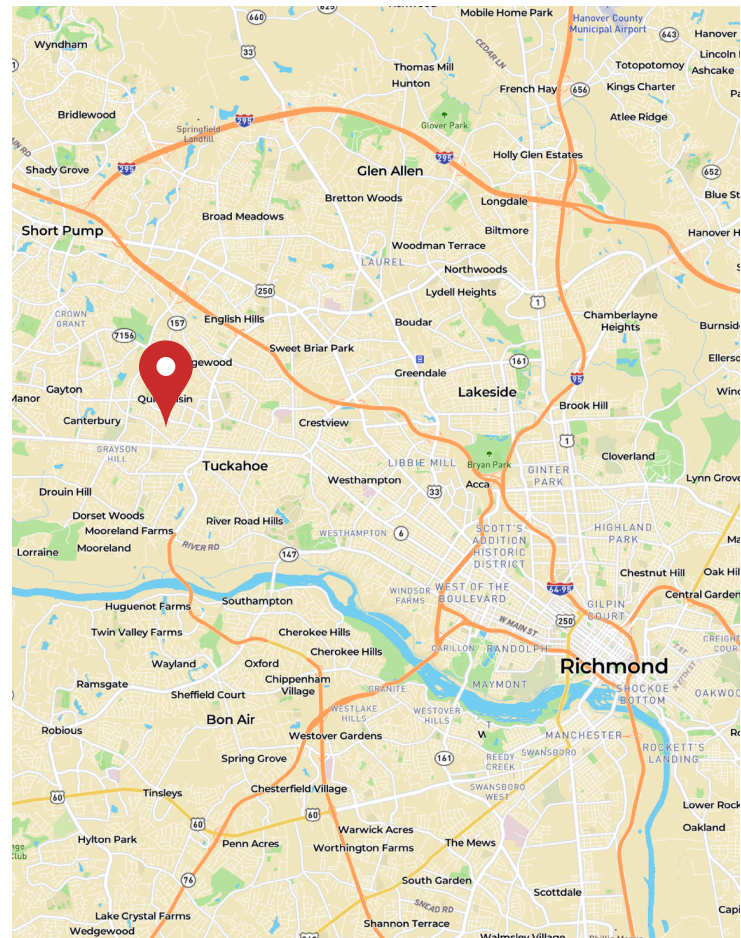 660
Mobile Home Park
Hanover County
Municipal Airport
643
Hanover
Wyndham
33
CEDAR LN
Lincoln
Thomas Mill
Totopotomoy
Ashcake
Hunton
French Hay
656
Kings Charter
Bridlewood
Springfield
Landfill
295
Glover Park
Atlee Ridge
295
Holly Glen Estates
Shady Grove
295
Glen Allen
652
Bretton Woods
Longdale
Blue
Broad Meadows
Short Pump
Biltmore
Hanover
Woodman Terrace
LAUREL
Northwoods
250
Lydell Heights
1
CROWN
GRANT
157
English Hills
Boudar
Chamberlayne
Heights
7156
Sweet Briar Park
161
Greendale
95
Gayton
Lakeside
Manor
Brook Hill
Canterbury
Crestview
1
GRAYSON
HILL
Tuckahoe
LIBBIE MILL
Bryan Park
GINTER
PARK
Cloverland
Westhampton
Acca
Drouin Hill
33
Dorset Woods
River Road Hills
SCOTT'S
ADDITION
HISTORIC
DISTRICT
HIGHLAND
PARK
Mooreland Farms
WESTHAMPTON
6
RIVER RD
Lorraine
Mooreland
147
Chestnut Hill
Oak
64-95
WINDSOR
FARMS
WEST OF THE
BOULEVARD
Central
Huguenot Farms
Southampton
GILPIN
COURT
250
Twin Valley Farms
Cherokee Hills
W MAIN ST
Cherokee Hills
CARILLON
RANDOLPH
Wayland
Oxford
Richmond
N 27TH ST
Ramsgate
Sheffield Court
Chippenham
Village
GRANITE
MAYMONT
SHOCKOE
BOTTOM
Bon Air
WESTLAKE
HILLS
WESTOVER
HILLS
Robious
Westover Gardens
MANCHESTER
Spring Grove
161
REEDY
CREEK
SWANSBORO
ROCKETT'S
LANDING
Chesterfield Village
SWANSBORO
WEST
60
Tinsleys
60
60
Lower
Warwick Acres
Oakland
Hylton Park
Penn Acres
Worthington Farms
The Mews
Club
76
South Garden
Scottdale
Lake Crystal Farms
SNEAD RD
Wedgewood
Shannon Terrace
Walmsley Village